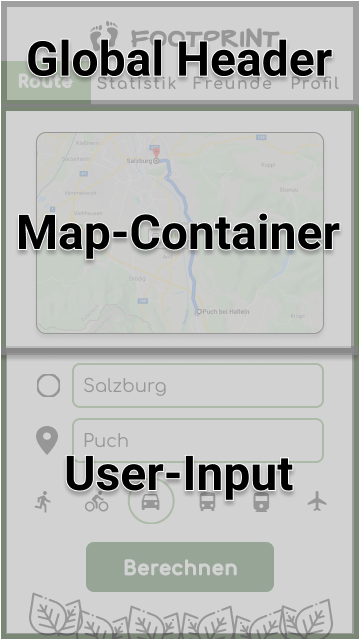 FOOTPRINT
Global Header
Route Statistik Freunde Profil
Salzburg
Map-Container
Puch bei Hallein
Salzburg
Puch
User-Input
Berechnen